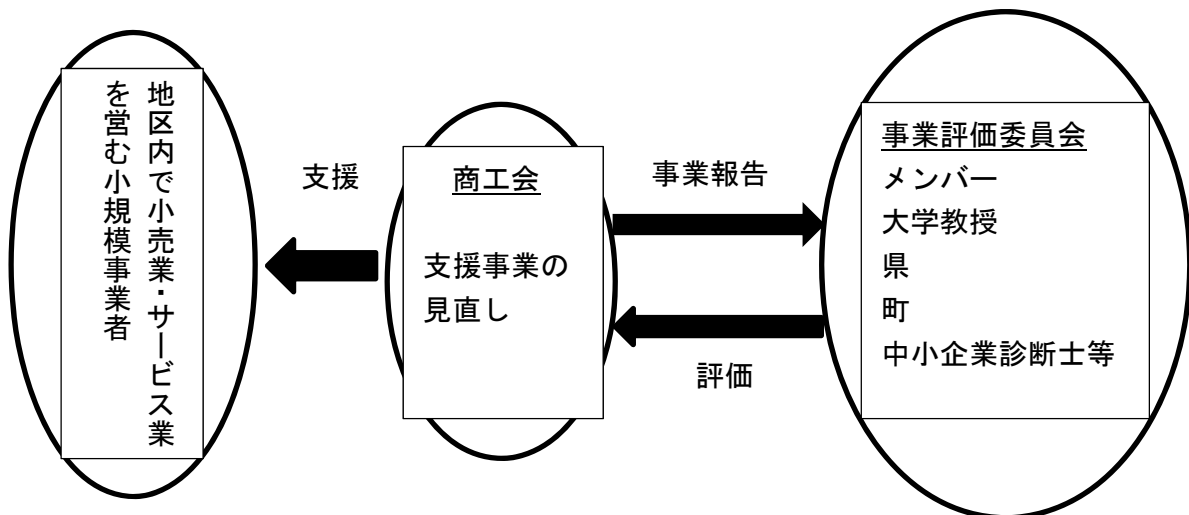 地区内で小売業・サービス業
を営む小規模事業者
支援
商工会
支援事業の
見直し
事業報告
評価
事業評価委員会
メンバー
大学教授
県
町
中小企業診断士等